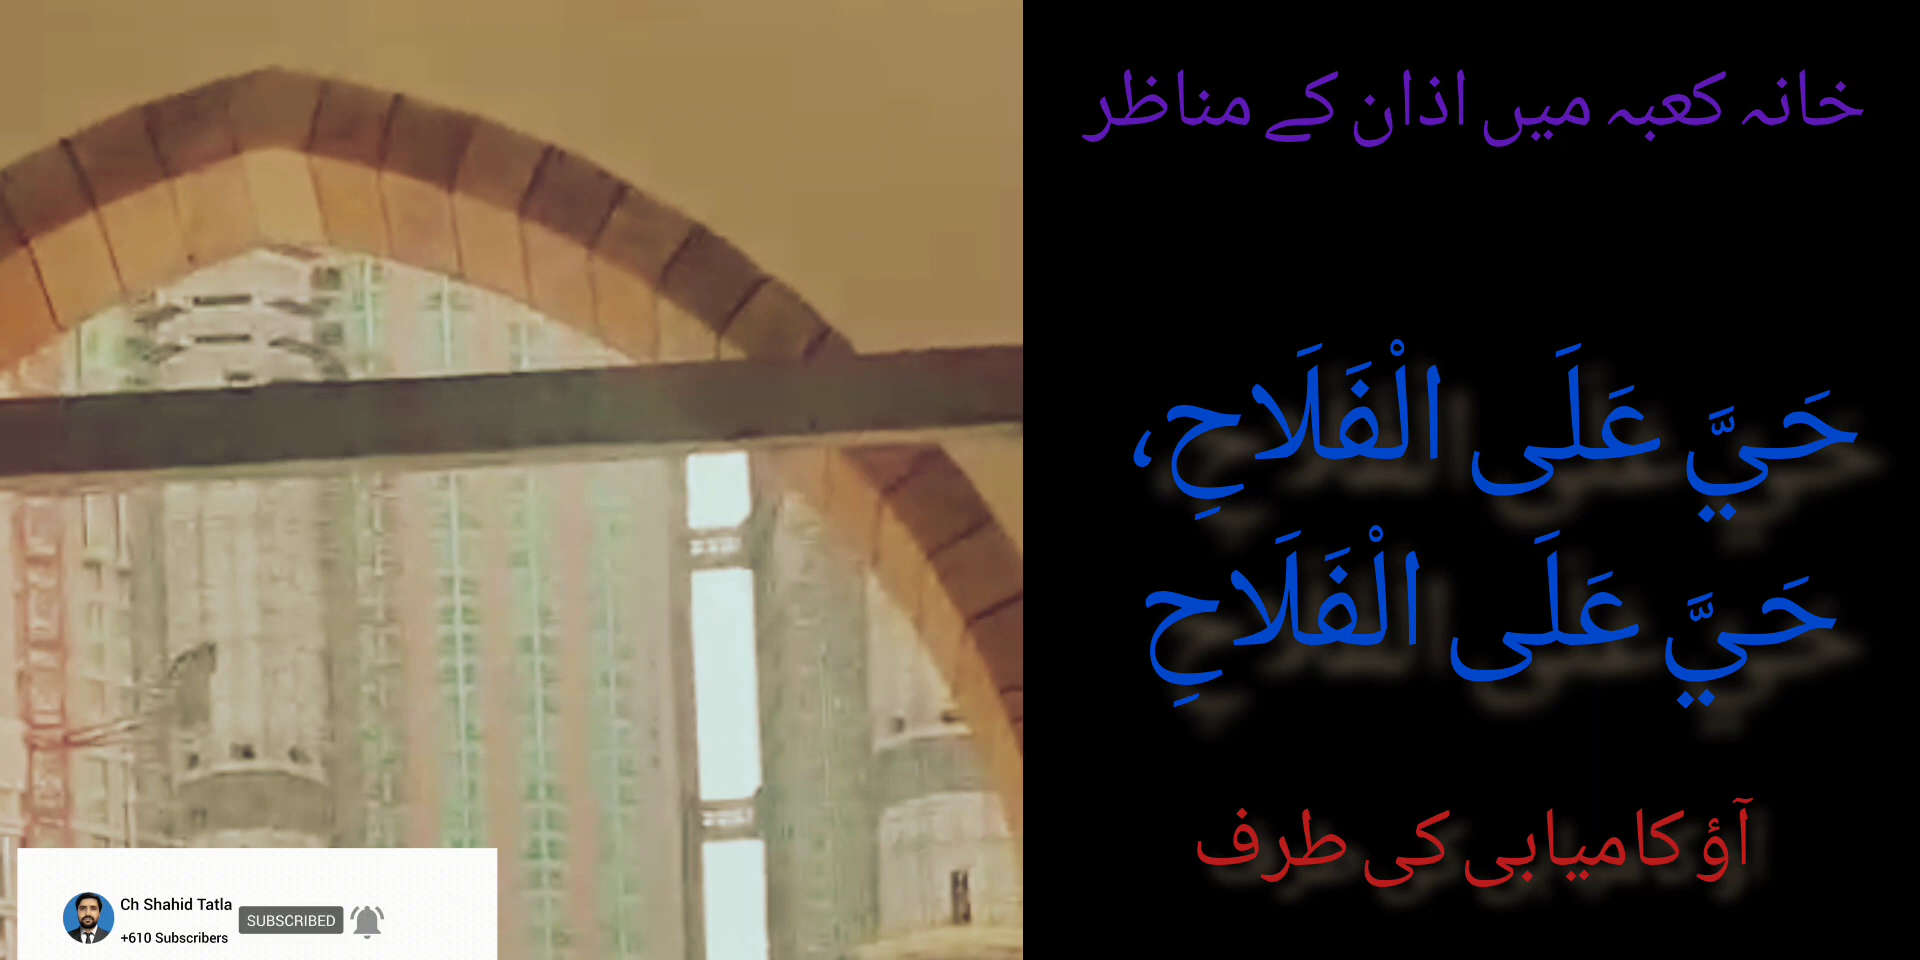 خانہ کعبہ میں اذان کے مناظر
حَيَّ عَلَى الْفَلَاحِ،
حَيَّ عَلَى الْفَلَاحِ
آؤ کامیابی کی طرف
Ch Shahid Tatla
+610 Subscribers
SUBSCRIBED